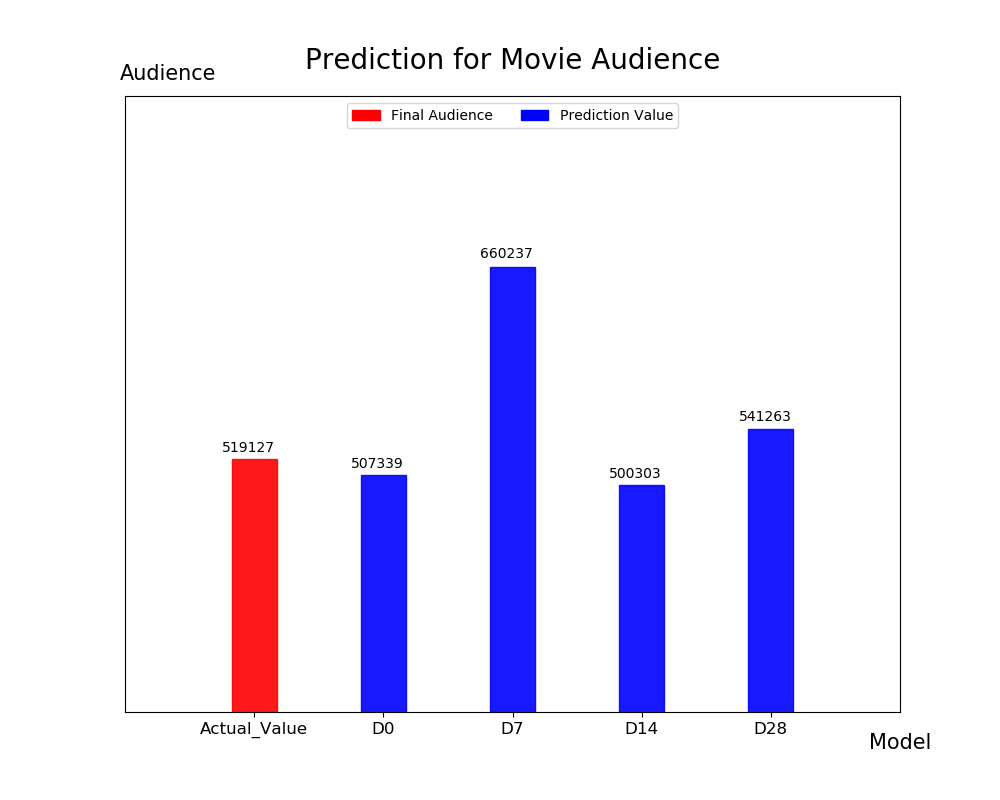 Prediction for Movie Audience
Audience
Final Audience
Prediction Value
660237
541263
519127
507339
500303
Actual_Value
D0
D7
D14
D28
Model